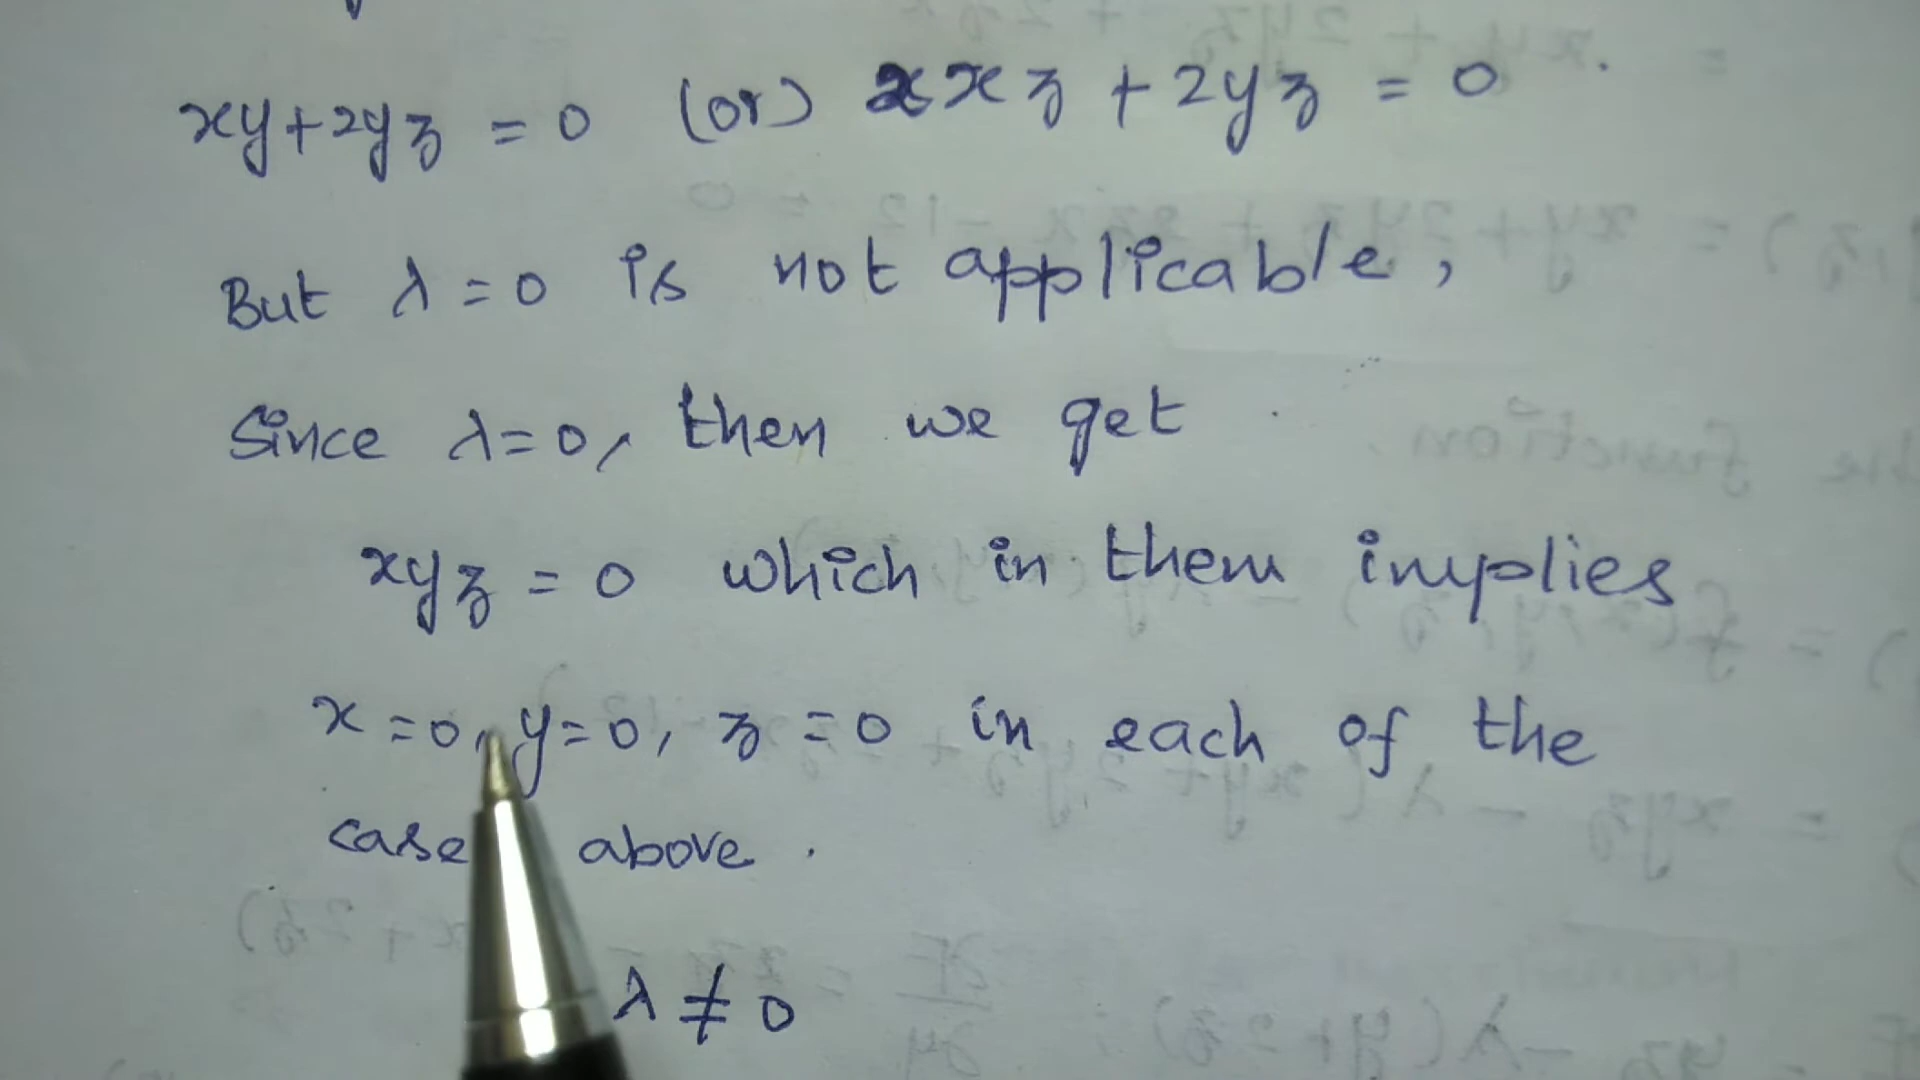 xy+2yz = 0 (or) 2xz + 2yz = 0
But λ = 0 is not applicable,
Since λ=0, then we get
xyz = 0 which in them implies
x = 0, y = 0, z = 0 in each of the
case above.
λ ≠ 0